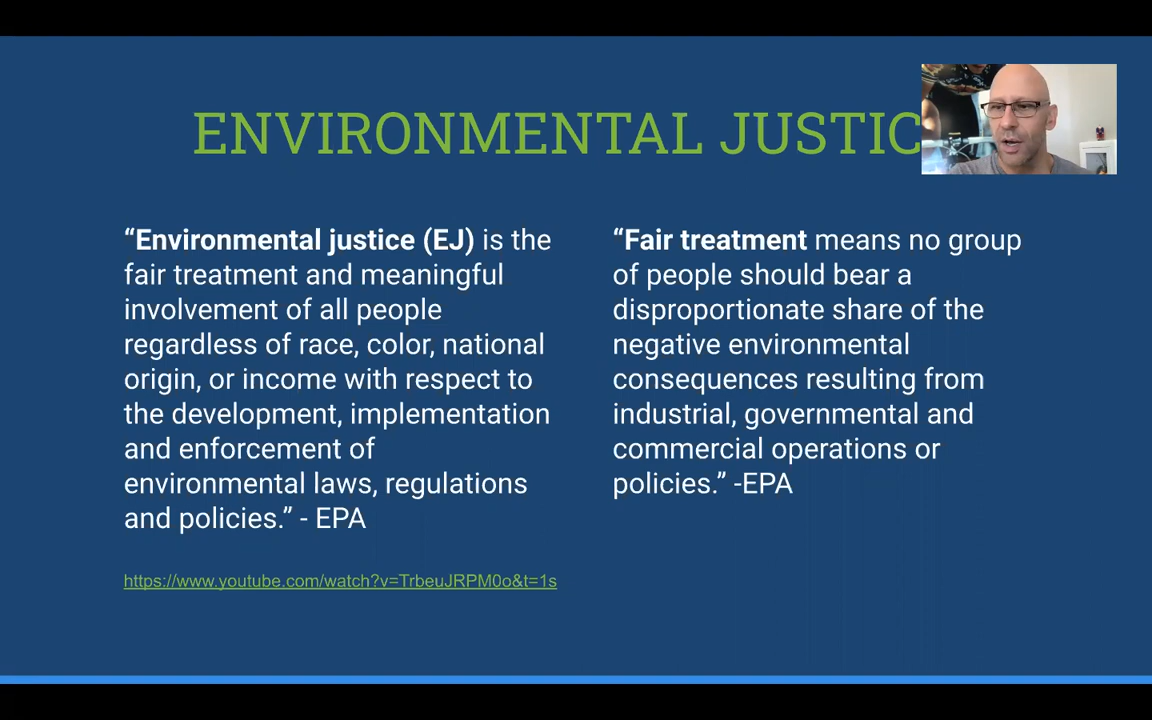 ENVIRONMENTAL JUSTIC
“Environmental justice (EJ) is the
fair treatment and meaningful
involvement of all people
regardless of race, color, national
origin, or income with respect to
the development, implementation
and enforcement of
environmental laws, regulations
and policies.” - EPA
https://www.youtube.com/watch?v=TrbeuJRPM0o&t=1s
“Fair treatment means no group
of people should bear a
disproportionate share of the
negative environmental
consequences resulting from
industrial, governmental and
commercial operations or
policies.” -EPA